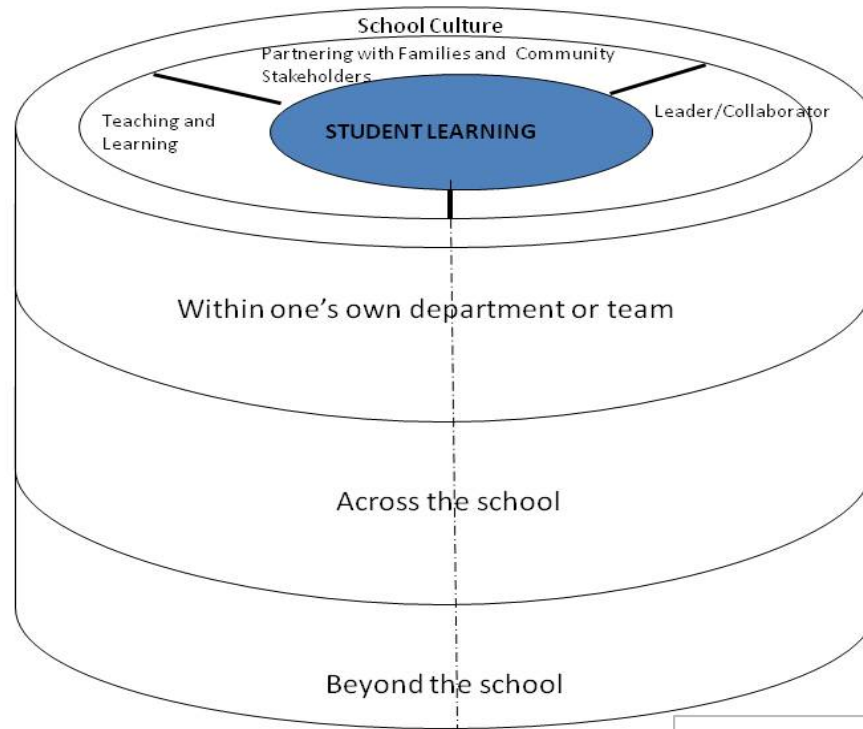 School Culture
Partnering with Families and Community
Stakeholders
Teaching and
Learning
STUDENT LEARNING
Leader/Collaborator
Within one’s own department or team
Across the school
Beyond the school